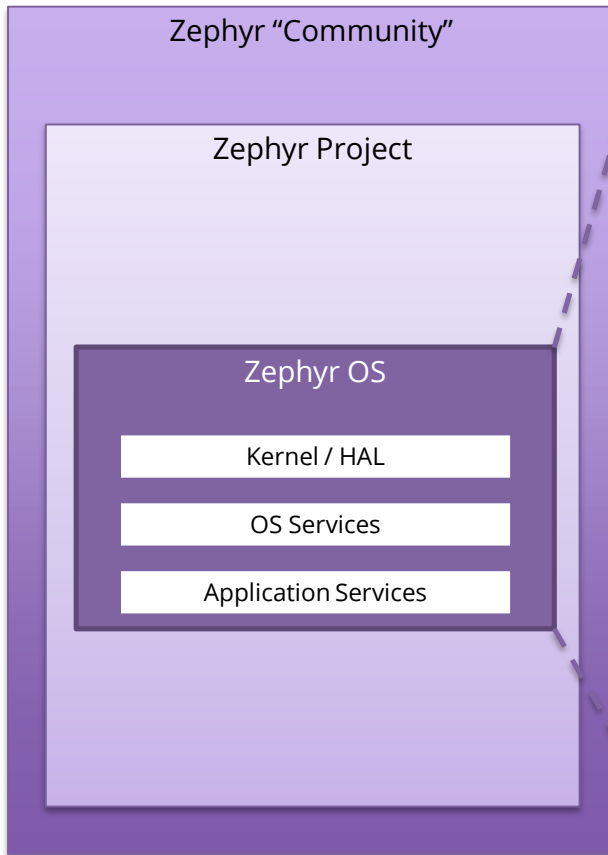 Zephyr “Community”
Zephyr Project
Zephyr OS
Kernel / HAL
OS Services
Application Services